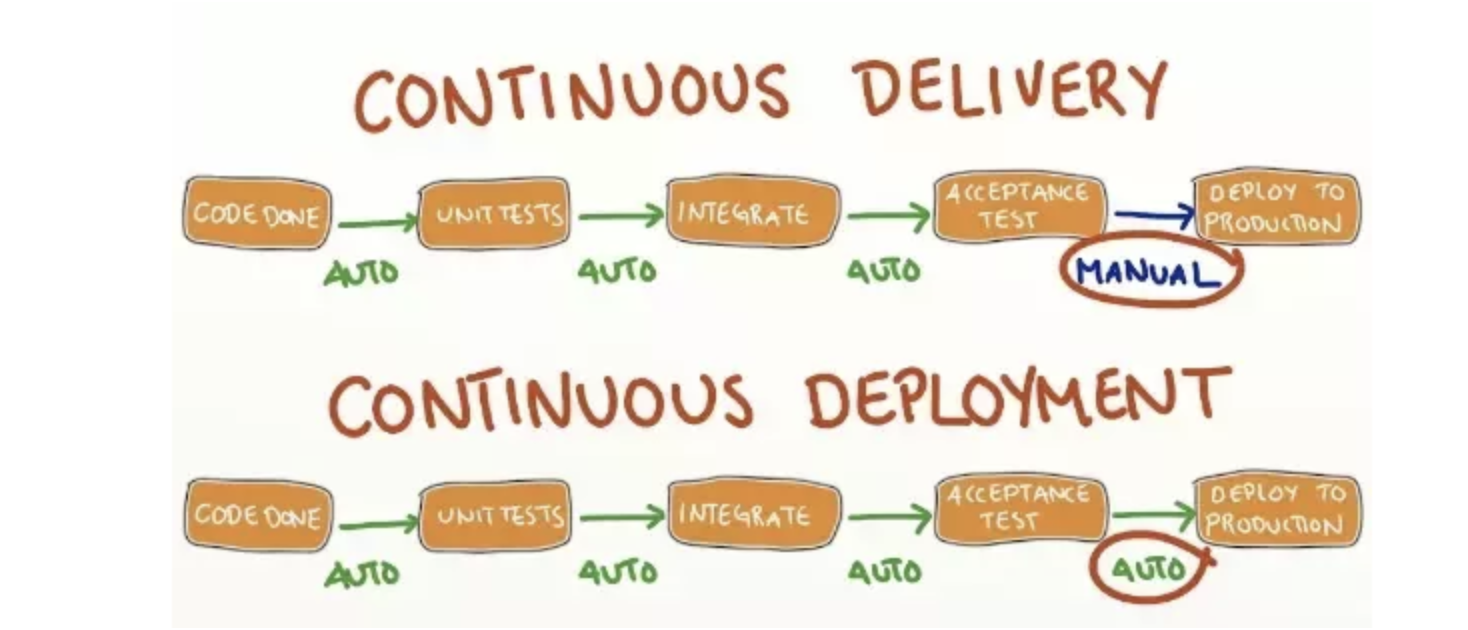 CONTINUOUS DELIVERY
CODE DONE
UNIT TESTS
INTEGRATE
ACCEPTANCE
TEST
DEPLOY TO
PRODUCTION
AUTO
AUTO
AUTO
MANUAL
CONTINUOUS DEPLOYMENT
CODE DONE
UNIT TESTS
INTEGRATE
ACCEPTANCE
TEST
DEPLOY TO
PRODUCTION
AUTO
AUTO
AUTO
AUTO